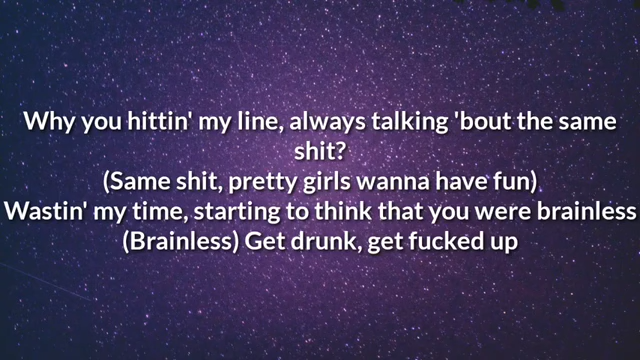 Why you hittin' my line, always talking 'bout the same
shit?
(Same shit, pretty girls wanna have fun)
Wastin' my time, starting to think that you were brainless
(Brainless) Get drunk, get fucked up